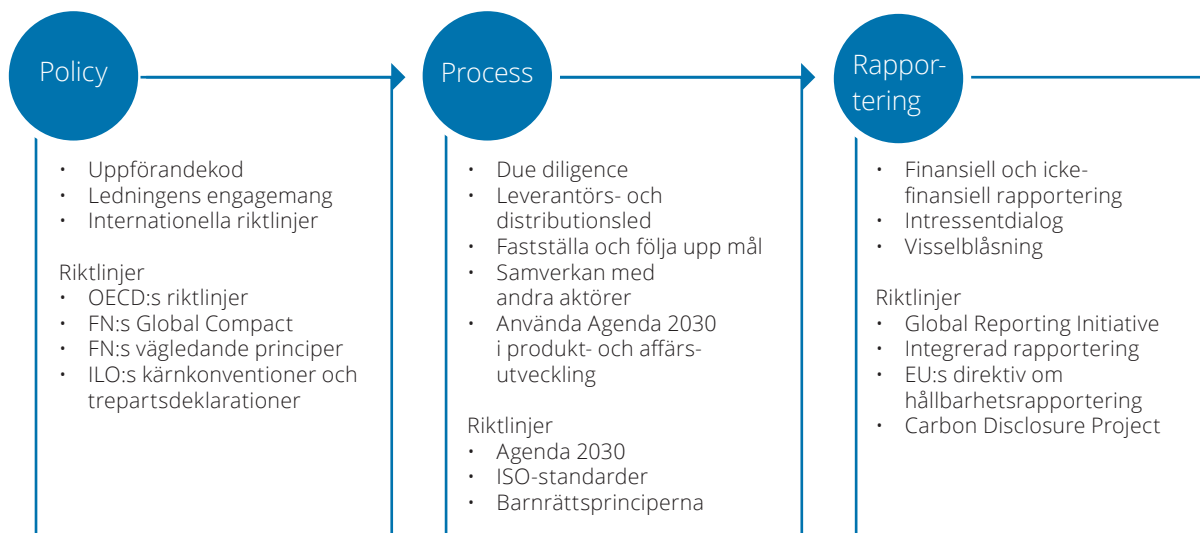 Policy
• Uppförandekod
• Ledningens engagemang
• Internationella riktlinjer
Riktlinjer
• OECD:s riktlinjer
• FN:s Global Compact
• FN:s vägledande principer
• ILO:s kärnkonventioner och
trepartsdeklarationer
Process
• Due diligence
• Leverantörs- och
distributionsled
• Fastställa och följa upp mål
• Samverkan med
andra aktörer
• Använda Agenda 2030
i produkt- och affärs-
utveckling
Riktlinjer
• Agenda 2030
• ISO-standarder
• Barnrättsprinciperna
Rappor-
tering
• Finansiell och icke-
finansiell rapportering
• Intressentdialog
• Visselblåsning
Riktlinjer
• Global Reporting Initiative
• Integrerad rapportering
• EU:s direktiv om
hållbarhetsrapportering
• Carbon Disclosure Project